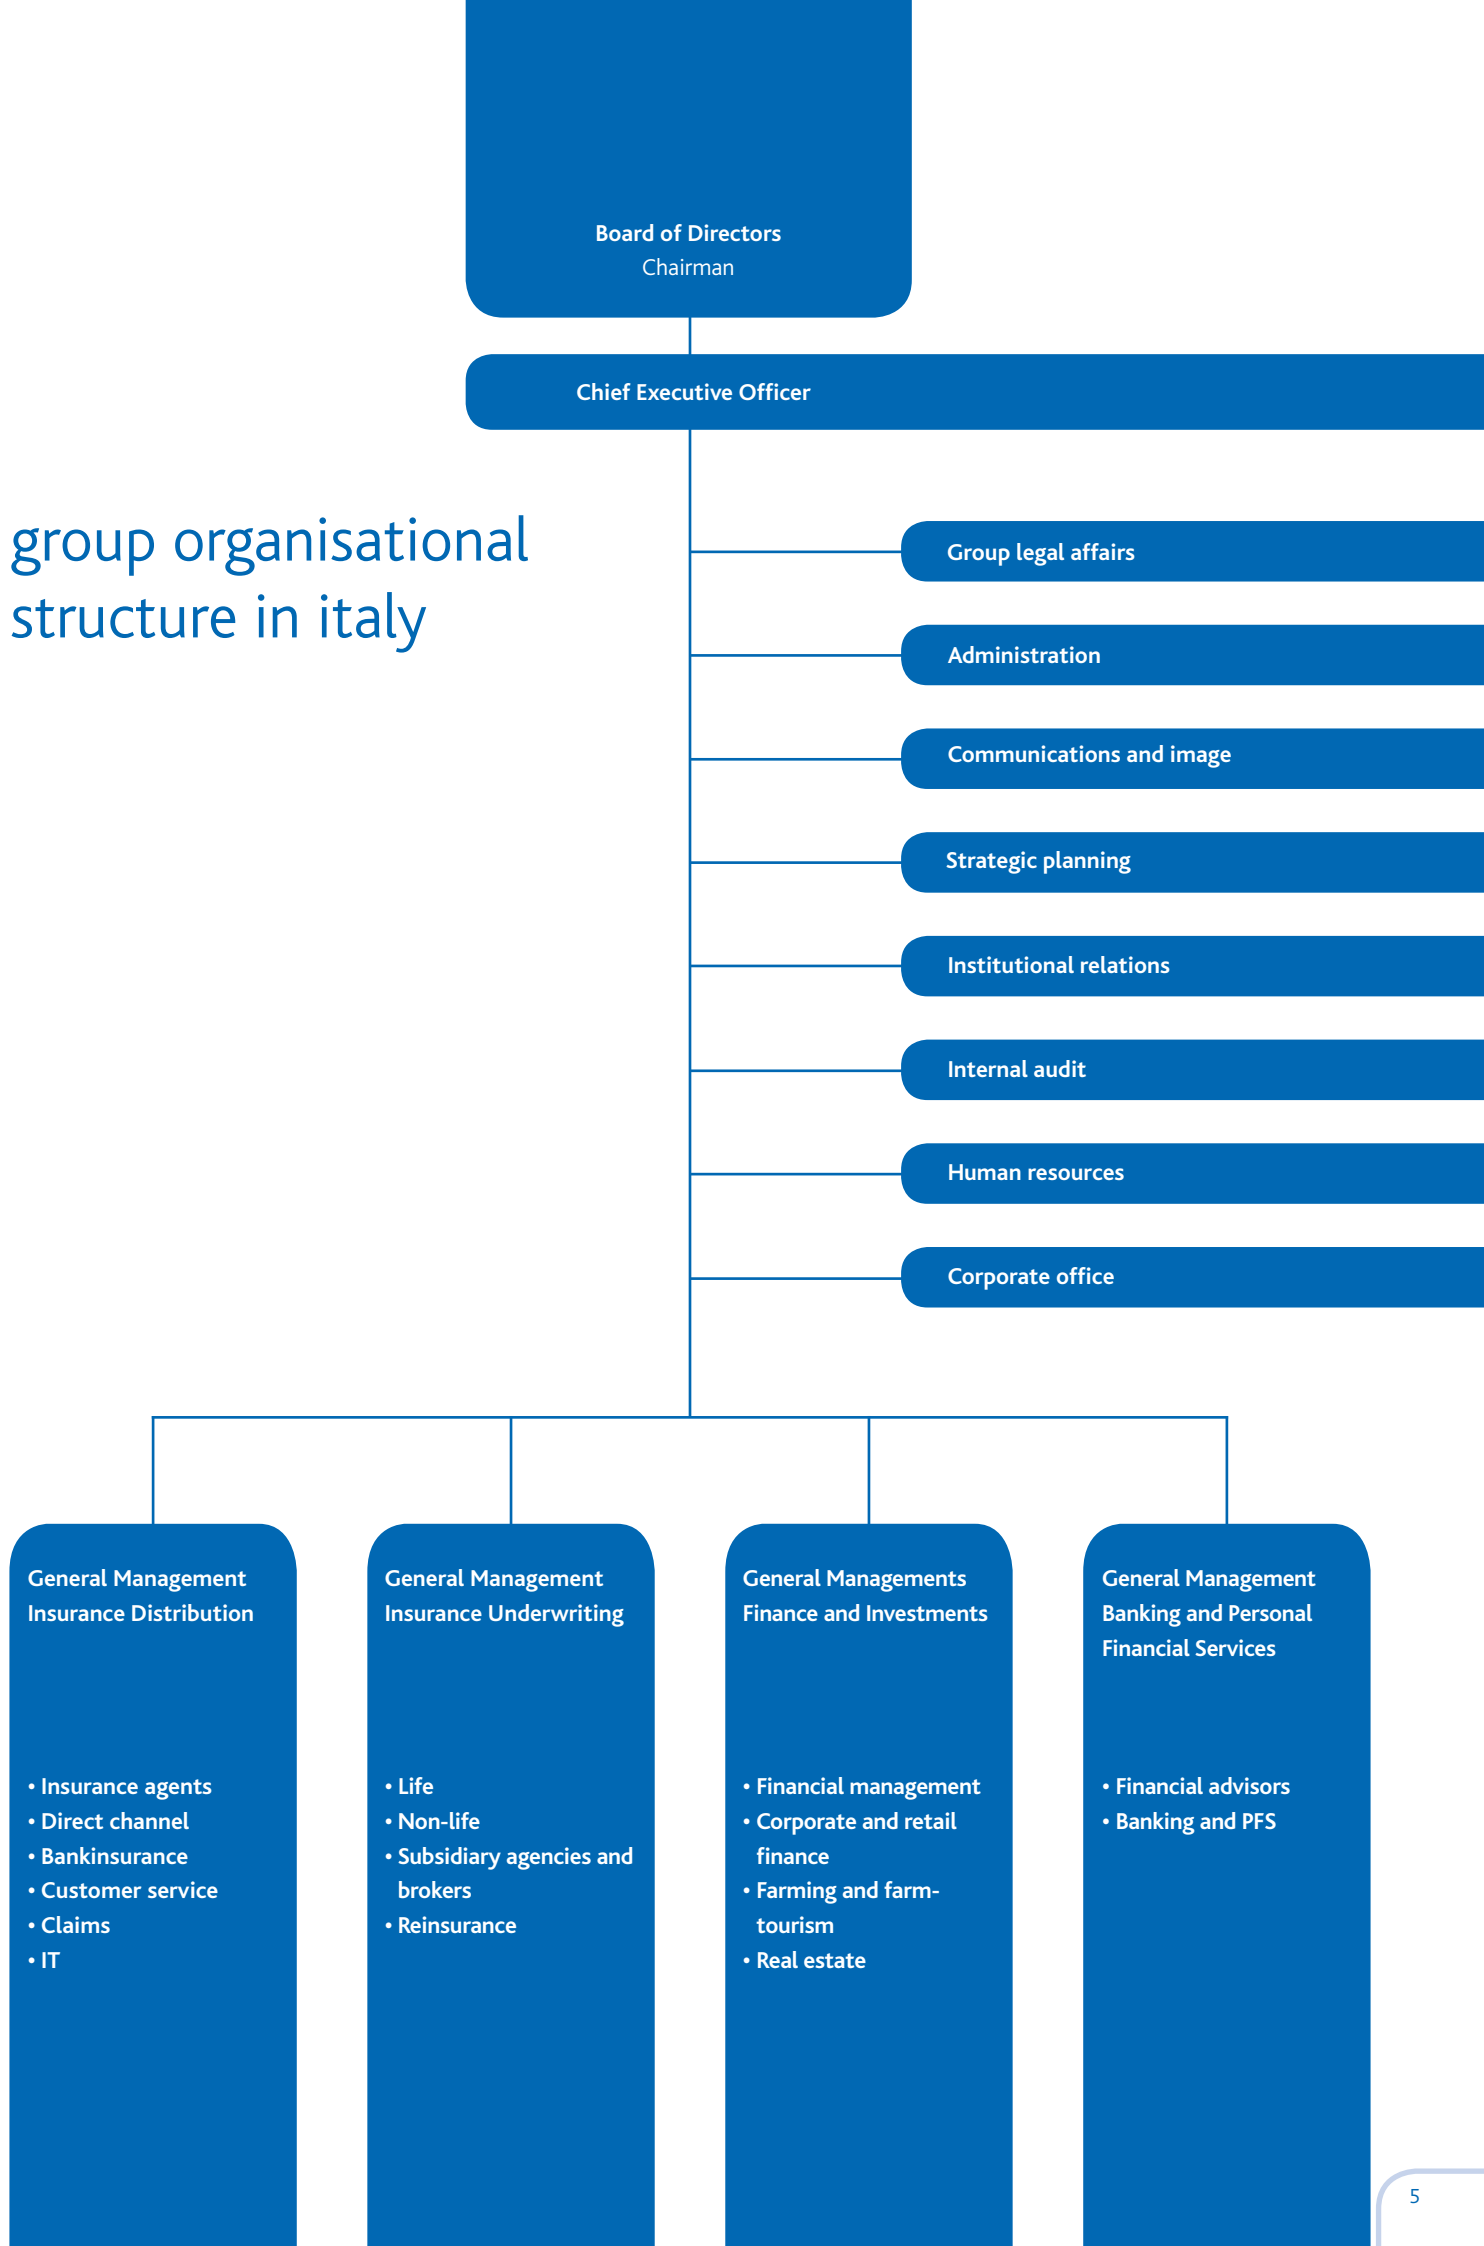 Board of Directors
Chairman
Chief Executive Officer
group organisational
structure in italy
Group legal affairs
Administration
Communications and image
Strategic planning
Institutional relations
Internal audit
Human resources
Corporate office
General Management
Insurance Distribution
• Insurance agents
• Direct channel
• Bankinsurance
• Customer service
• Claims
• IT
General Management
Insurance Underwriting
• Life
• Non-life
• Subsidiary agencies and
brokers
• Reinsurance
General Managements
Finance and Investments
• Financial management
• Corporate and retail
finance
• Farming and farm-
tourism
• Real estate
General Management
Banking and Personal
Financial Services
• Financial advisors
• Banking and PFS
5